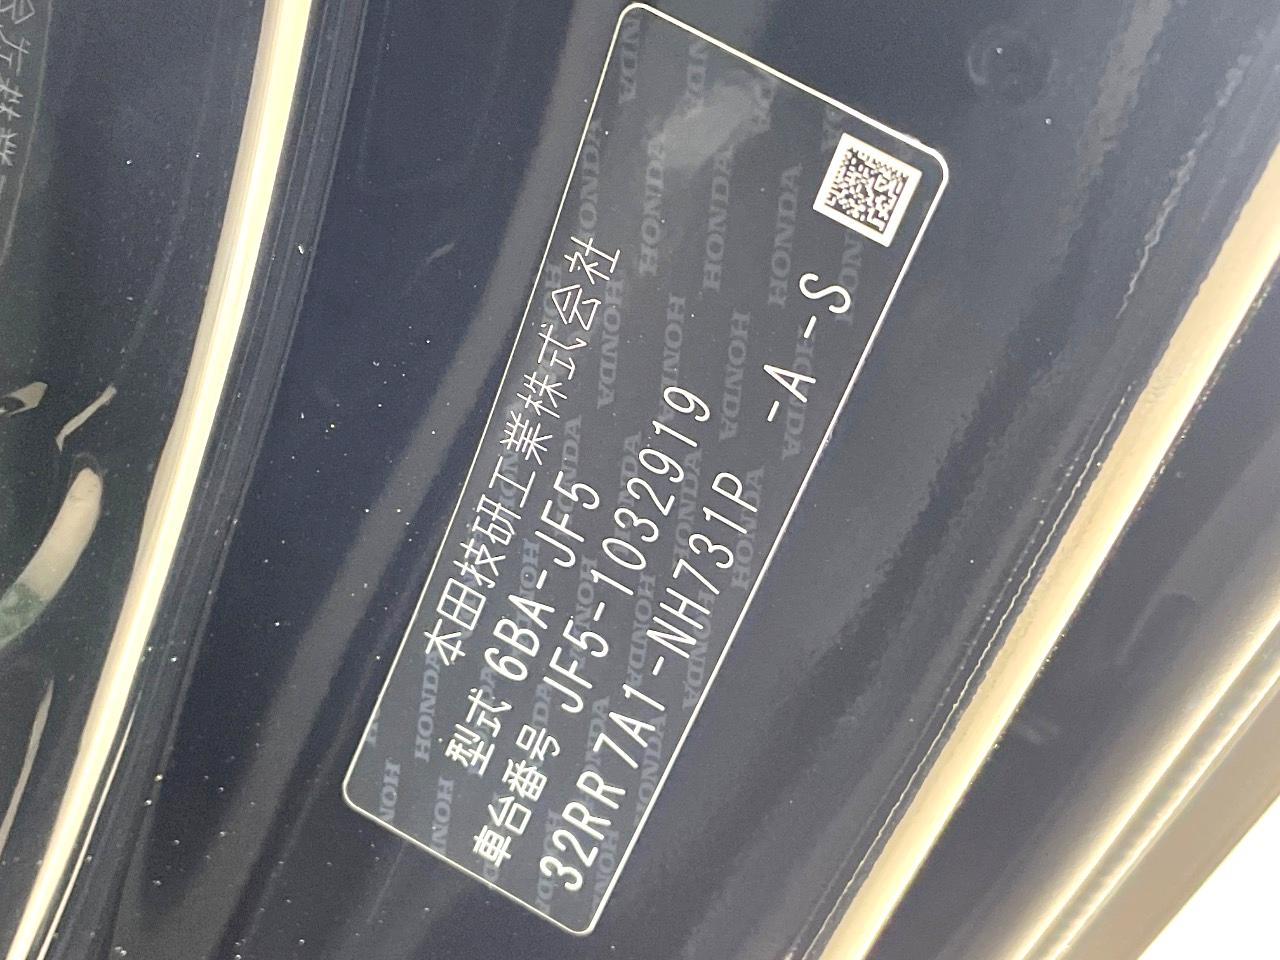 本田技研工業株式会社
型式 6BA-JF5
車台番号 JF5-1032919
32RR7A1-NH731P -A-S